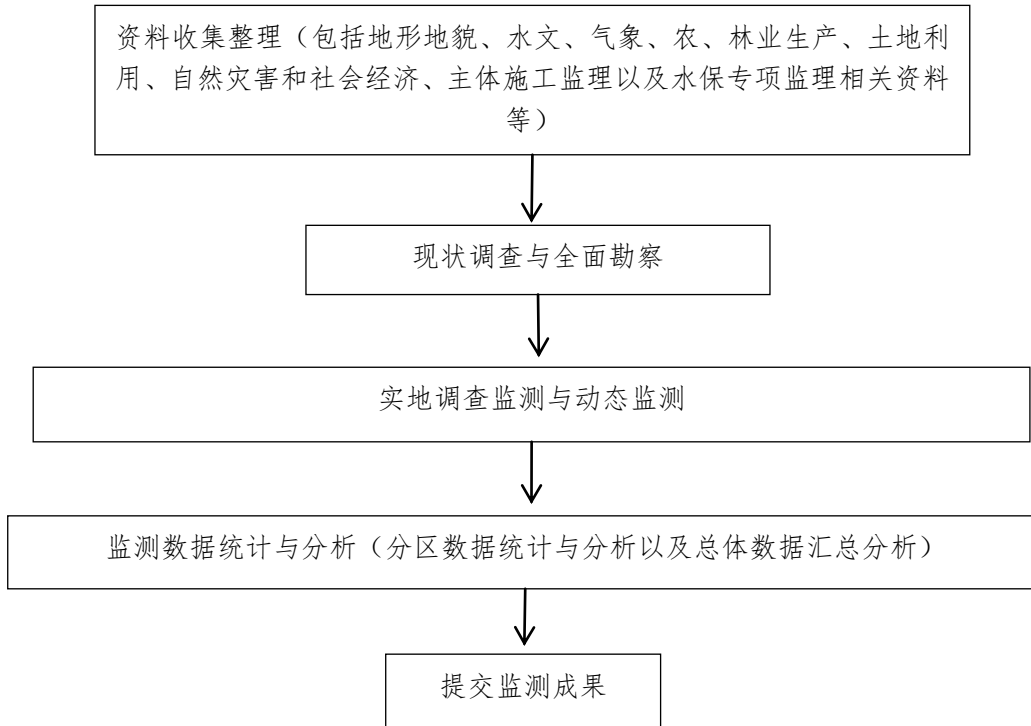 资料收集整理（包括地形地貌、水文、气象、农、林业生产、土地利
用、自然灾害和社会经济、主体施工监理以及水保专项监理相关资料
等）
现状调查与全面勘察
实地调查监测与动态监测
监测数据统计与分析（分区数据统计与分析以及总体数据汇总分析）
提交监测成果